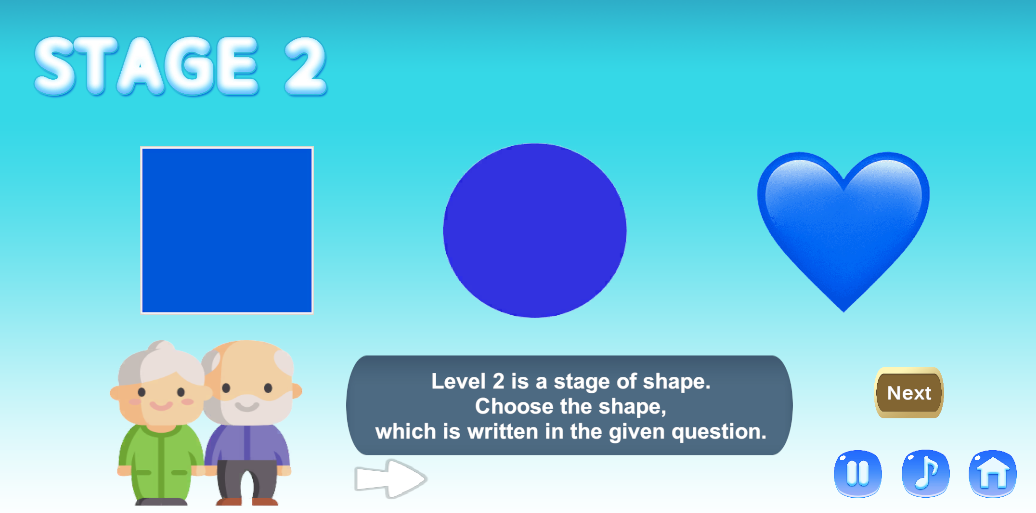 STAGE 2
Level 2 is a stage of shape.
Choose the shape,
which is written in the given question.
Next